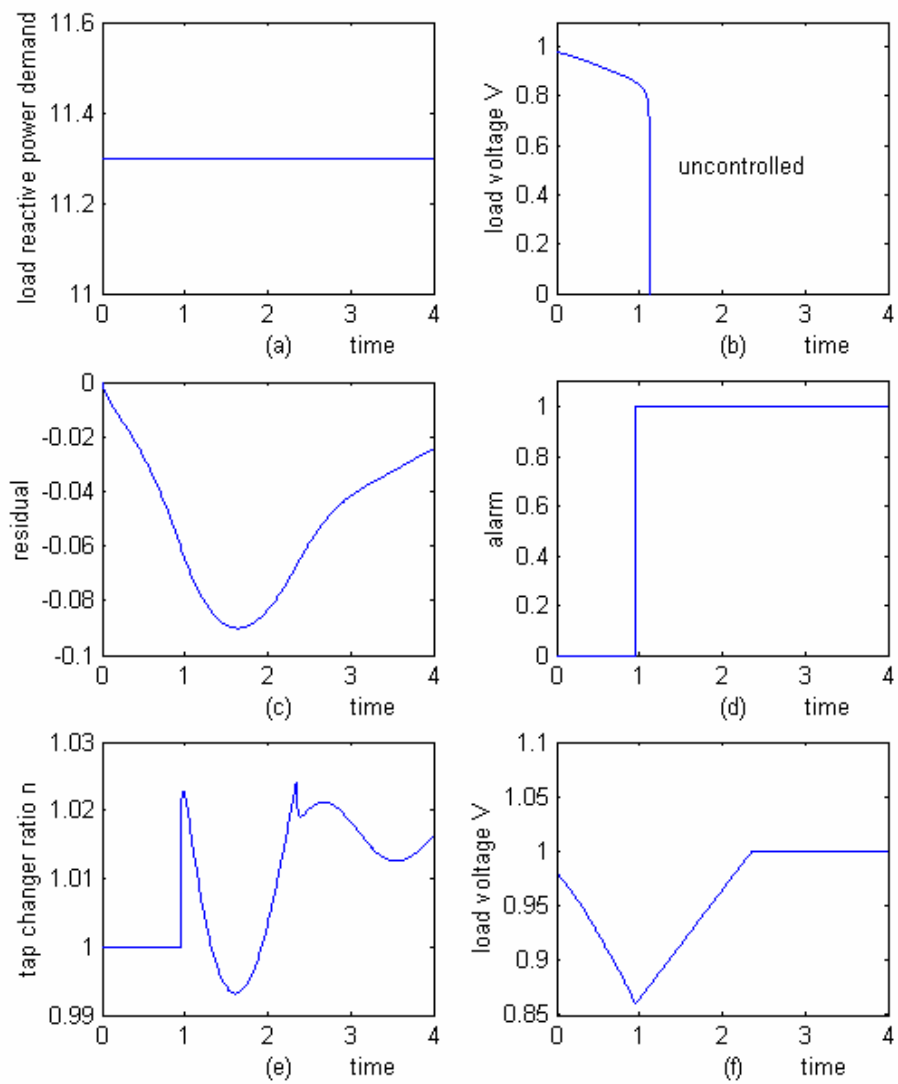 load reactive power demand
11.6
11.4
11.2
11
0 1 2 3 4
(a) time
load voltage V
1
0.8
0.6
0.4
0.2
0
uncontrolled
0 1 2 3 4
(b) time
residual
0
-0.02
-0.04
-0.06
-0.08
-0.1
0 1 2 3 4
(c) time
alarm
1
0.8
0.6
0.4
0.2
0
0 1 2 3 4
(d) time
tap changer ratio n
1.03
1.02
1.01
1
0.99
0 1 2 3 4
(e) time
load voltage V
1.1
1.05
1
0.95
0.9
0.85
0 1 2 3 4
(f) time